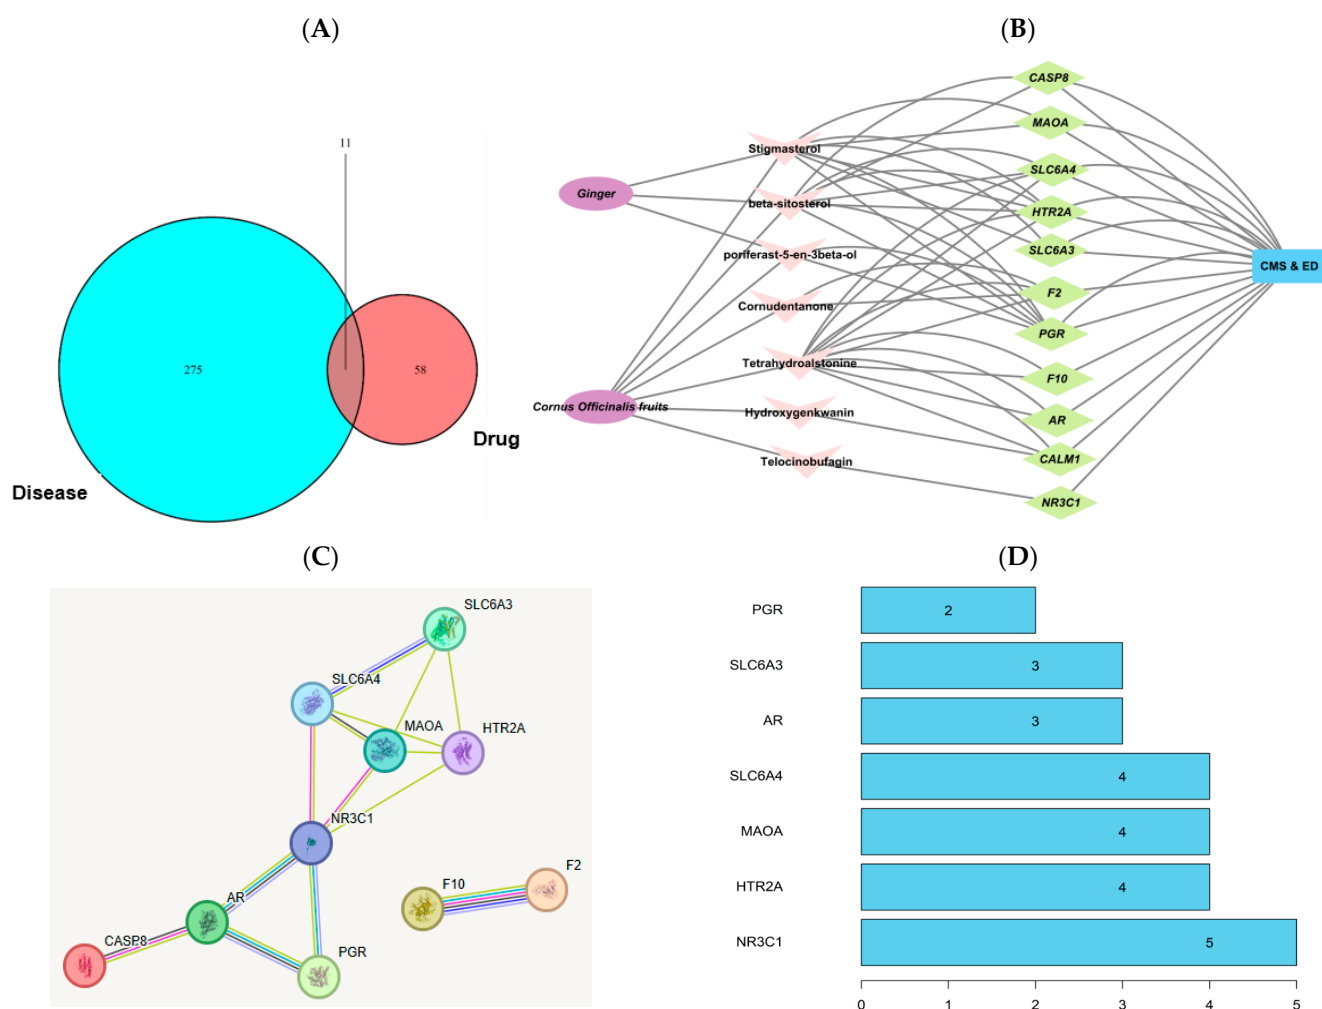 (A)
11
275
58
Drug
Disease
(B)
CASP8
MAOA
Stigmasterol
SLC6A4
Ginger
beta-sitosterol
HTR2A
poriferast-5-en-3beta-ol
SLC6A3
CMS & ED
Cornudentanone
F2
PGR
Tetrahydroalstonine
F10
Cornus Officinalis fruits
Hydroxygenkwanin
AR
Telocinobufagin
CALM1
NR3C1
(C)
SLC6A3
SLC6A4
MAOA
HTR2A
NR3C1
F2
F10
AR
CASP8
PGR
(D)
PGR 2
SLC6A3 3
AR 3
SLC6A4 4
MAOA 4
HTR2A 4
NR3C1 5
0 1 2 3 4 5